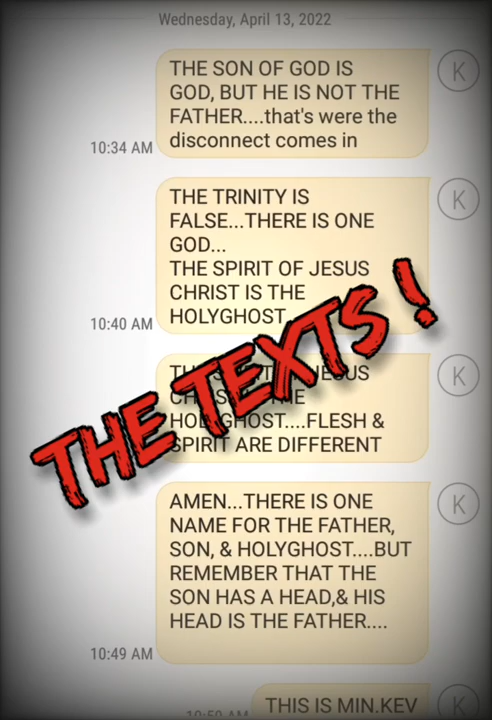 Wednesday, April 13, 2022
K
THE SON OF GOD IS
GOD, BUT HE IS NOT THE
FATHER....that's were the
disconnect comes in
10:34 AM
K
THE TRINITY IS
FALSE...THERE IS ONE
GOD...
THE SPIRIT OF JESUS
CHRIST IS THE
HOLYGHOST
10:40 AM
THE TEXTS!
K
GHOST....FLESH &
SPIRIT ARE DIFFERENT
K
AMEN...THERE IS ONE
NAME FOR THE FATHER,
SON, & HOLYGHOST....BUT
REMEMBER THAT THE
SON HAS A HEAD,& HIS
HEAD IS THE FATHER....
10:49 AM
K
THIS IS MIN.KEV